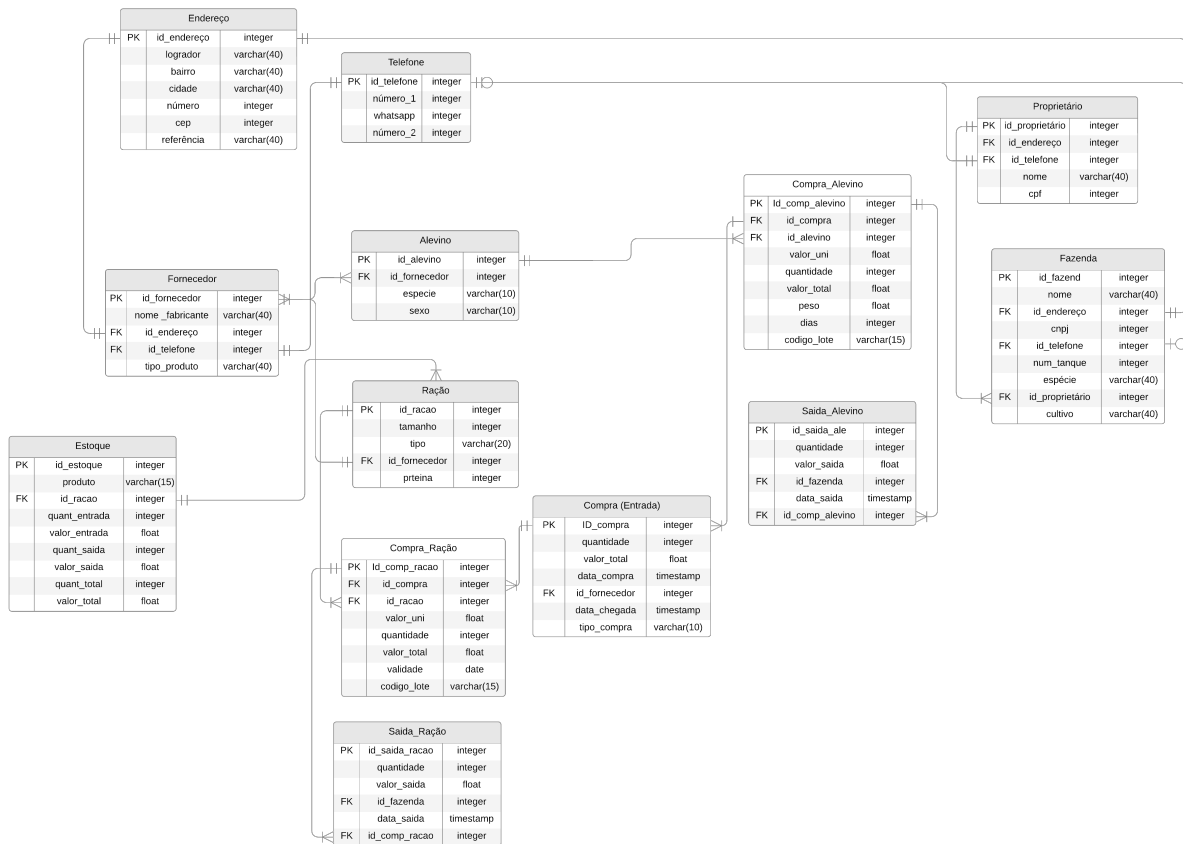 Endereço
PK id_endereço integer
logrador varchar(40)
bairro varchar(40)
cidade varchar(40)
número integer
cep integer
referência varchar(40)
Telefone
PK id_telefone integer
número_1 integer
whatsapp integer
número_2 integer
Proprietário
PK id_proprietário integer
FK id_endereço integer
FK id_telefone integer
nome varchar(40)
cpf integer
Compra_Alevino
PK Id_comp_alevino integer
FK id_compra integer
FK id_alevino integer
valor_uni float
quantidade integer
valor_total float
peso float
dias integer
codigo_lote varchar(15)
Alevino
PK id_alevino integer
FK id_fornecedor integer
especie varchar(10)
sexo varchar(10)
Fornecedor
PK id_fornecedor integer
nome _fabricante varchar(40)
FK id_endereço integer
FK id_telefone integer
tipo_produto varchar(40)
Fazenda
PK id_fazend integer
nome varchar(40)
FK id_endereço integer
cnpj integer
FK id_telefone integer
num_tanque integer
espécie varchar(40)
FK id_proprietário integer
cultivo varchar(40)
Ração
PK id_racao integer
tamanho integer
tipo varchar(20)
FK id_fornecedor integer
prteina integer
Saida_Alevino
PK id_saida_ale integer
quantidade integer
valor_saida float
FK id_fazenda integer
data_saida timestamp
FK id_comp_alevino integer
Estoque
PK id_estoque integer
produto varchar(15)
FK id_racao integer
quant_entrada integer
valor_entrada float
quant_saida integer
valor_saida float
quant_total integer
valor_total float
Compra (Entrada)
PK ID_compra integer
quantidade integer
valor_total float
data_compra timestamp
FK id_fornecedor integer
data_chegada timestamp
tipo_compra varchar(10)
Compra_Ração
PK Id_comp_racao integer
FK id_compra integer
FK id_racao integer
valor_uni float
quantidade integer
valor_total float
validade date
codigo_lote varchar(15)
Saida_Ração
PK id_saida_racao integer
quantidade integer
valor_saida float
FK id_fazenda integer
data_saida timestamp
FK id_comp_racao integer